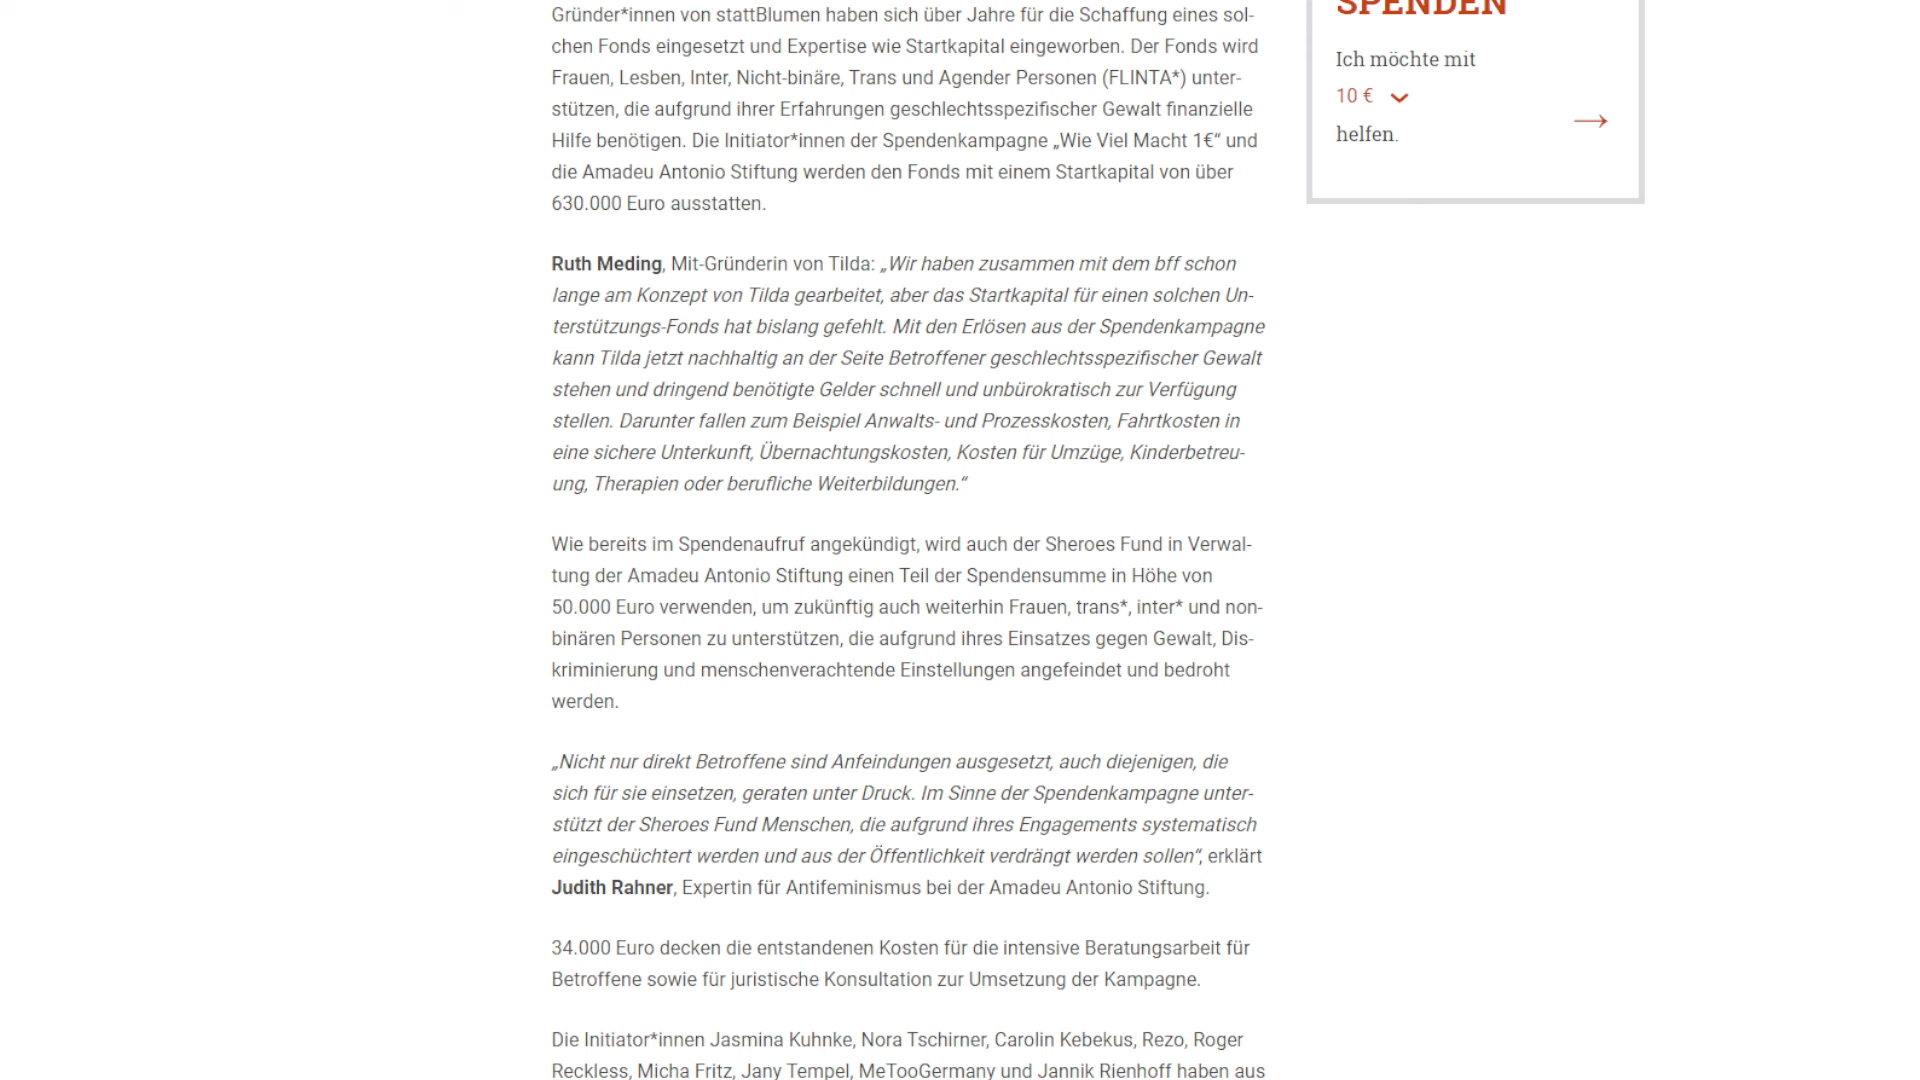 Gründer*innen von stattBlumen haben sich über Jahre für die Schaffung eines sol-
chen Fonds eingesetzt und Expertise wie Startkapital eingeworben. Der Fonds wird
Frauen, Lesben, Inter, Nicht-binäre, Trans und Agender Personen (FLINTA*) unter-
stützen, die aufgrund ihrer Erfahrungen geschlechtsspezifischer Gewalt finanzielle
Hilfe benötigen. Die Initiator*innen der Spendenkampagne „Wie Viel Macht 1€“ und
die Amadeu Antonio Stiftung werden den Fonds mit einem Startkapital von über
630.000 Euro ausstatten.
Ruth Meding, Mit-Gründerin von Tilda: „Wir haben zusammen mit dem bff schon
lange am Konzept von Tilda gearbeitet, aber das Startkapital für einen solchen Un-
terstützungs-Fonds hat bislang gefehlt. Mit den Erlösen aus der Spendenkampagne
kann Tilda jetzt nachhaltig an der Seite Betroffener geschlechtsspezifischer Gewalt
stehen und dringend benötigte Gelder schnell und unbürokratisch zur Verfügung
stellen. Darunter fallen zum Beispiel Anwalts- und Prozesskosten, Fahrtkosten in
eine sichere Unterkunft, Übernachtungskosten, Kosten für Umzüge, Kinderbetreu-
ung, Therapien oder berufliche Weiterbildungen.“
Wie bereits im Spendenaufruf angekündigt, wird auch der Sheroes Fund in Verwal-
tung der Amadeu Antonio Stiftung einen Teil der Spendensumme in Höhe von
50.000 Euro verwenden, um zukünftig auch weiterhin Frauen, trans*, inter* und non-
binären Personen zu unterstützen, die aufgrund ihres Einsatzes gegen Gewalt, Dis-
kriminierung und menschenverachtende Einstellungen angefeindet und bedroht
werden.
„Nicht nur direkt Betroffene sind Anfeindungen ausgesetzt, auch diejenigen, die
sich für sie einsetzen, geraten unter Druck. Im Sinne der Spendenkampagne unter-
stützt der Sheroes Fund Menschen, die aufgrund ihres Engagements systematisch
eingeschüchtert werden und aus der Öffentlichkeit verdrängt werden sollen“, erklärt
Judith Rahner, Expertin für Antifeminismus bei der Amadeu Antonio Stiftung.
34.000 Euro decken die entstandenen Kosten für die intensive Beratungsarbeit für
Betroffene sowie für juristische Konsultation zur Umsetzung der Kampagne.
Die Initiator*innen Jasmina Kuhnke, Nora Tschirner, Carolin Kebekus, Rezo, Roger
Reckless, Micha Fritz, Jany Tempel, MeTooGermany und Jannik Rienhoff haben aus
SPENDEN
Ich möchte mit
10 €
helfen.